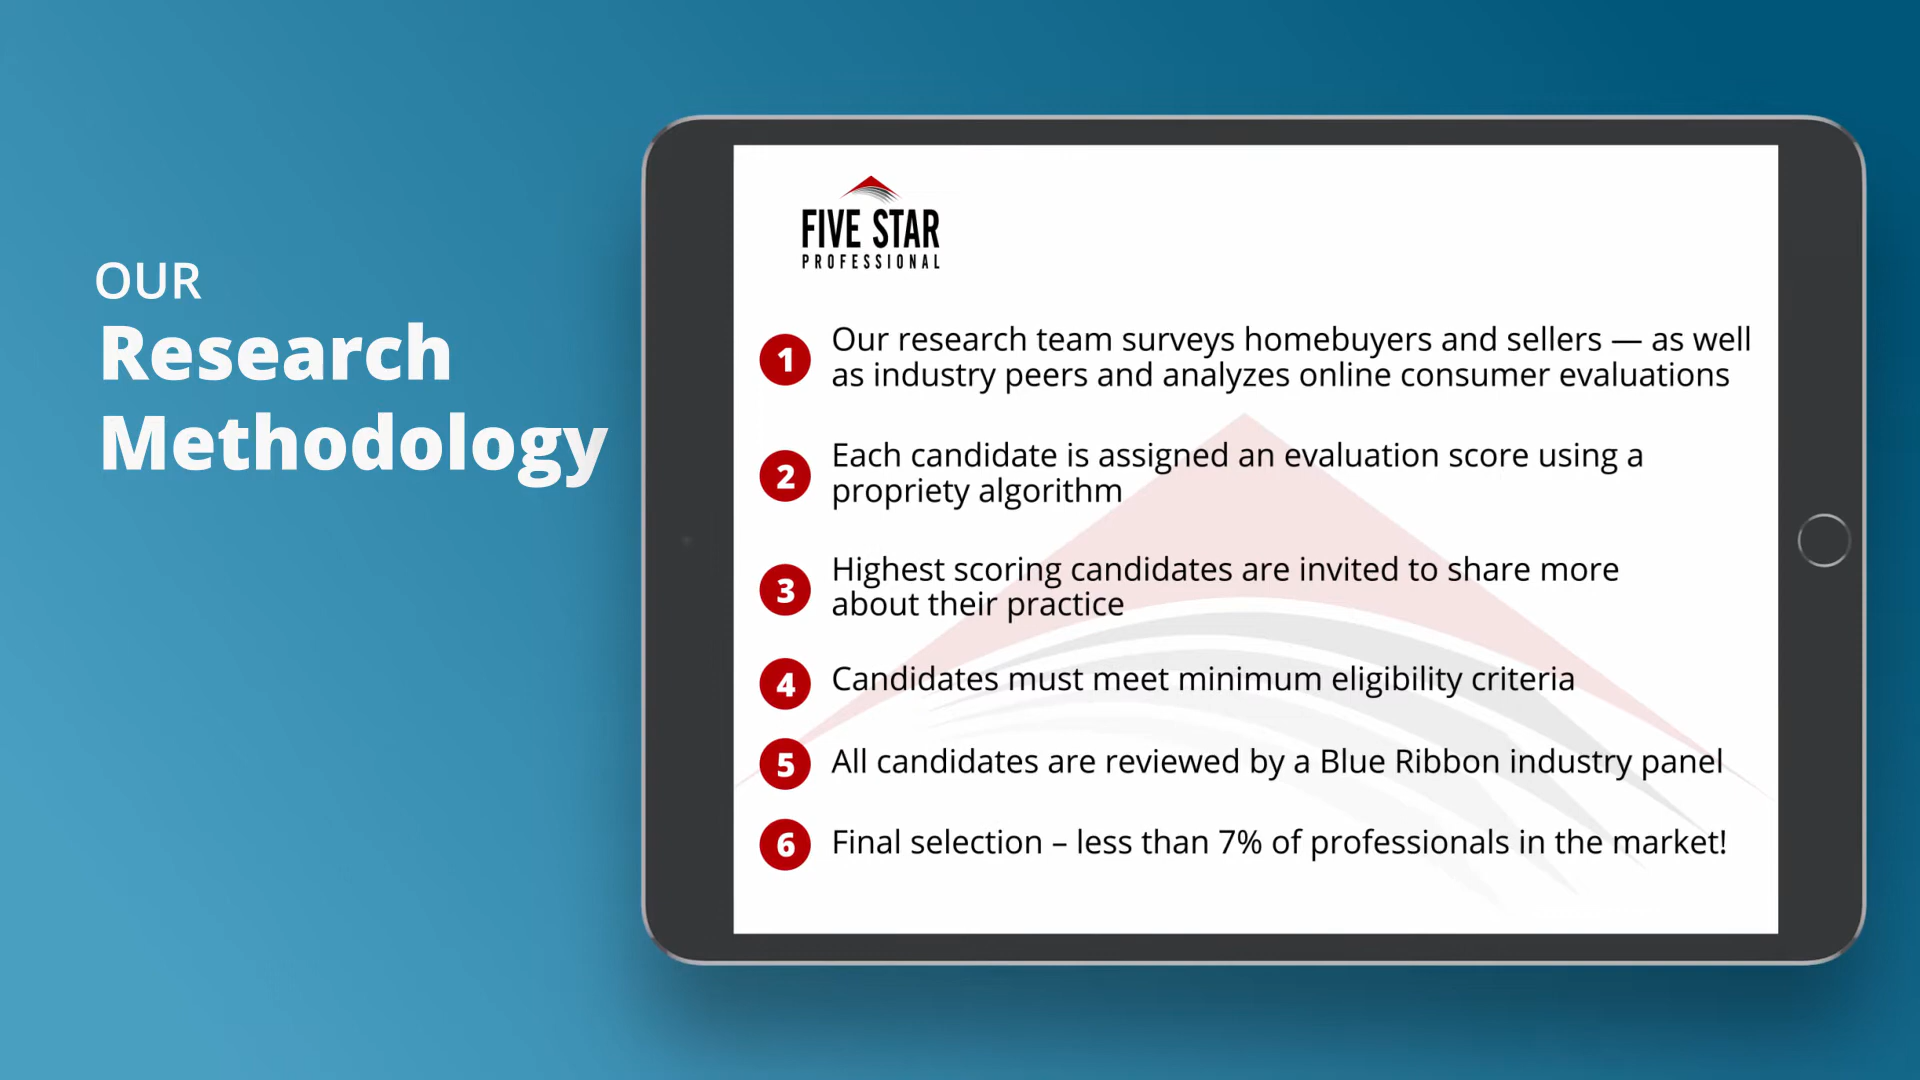 OUR
Research
Methodology
FIVE STAR
PROFESSIONAL
1 Our research team surveys homebuyers and sellers — as well
as industry peers and analyzes online consumer evaluations
2 Each candidate is assigned an evaluation score using a
propriety algorithm
3 Highest scoring candidates are invited to share more
about their practice
4 Candidates must meet minimum eligibility criteria
5 All candidates are reviewed by a Blue Ribbon industry panel
6 Final selection – less than 7% of professionals in the market!